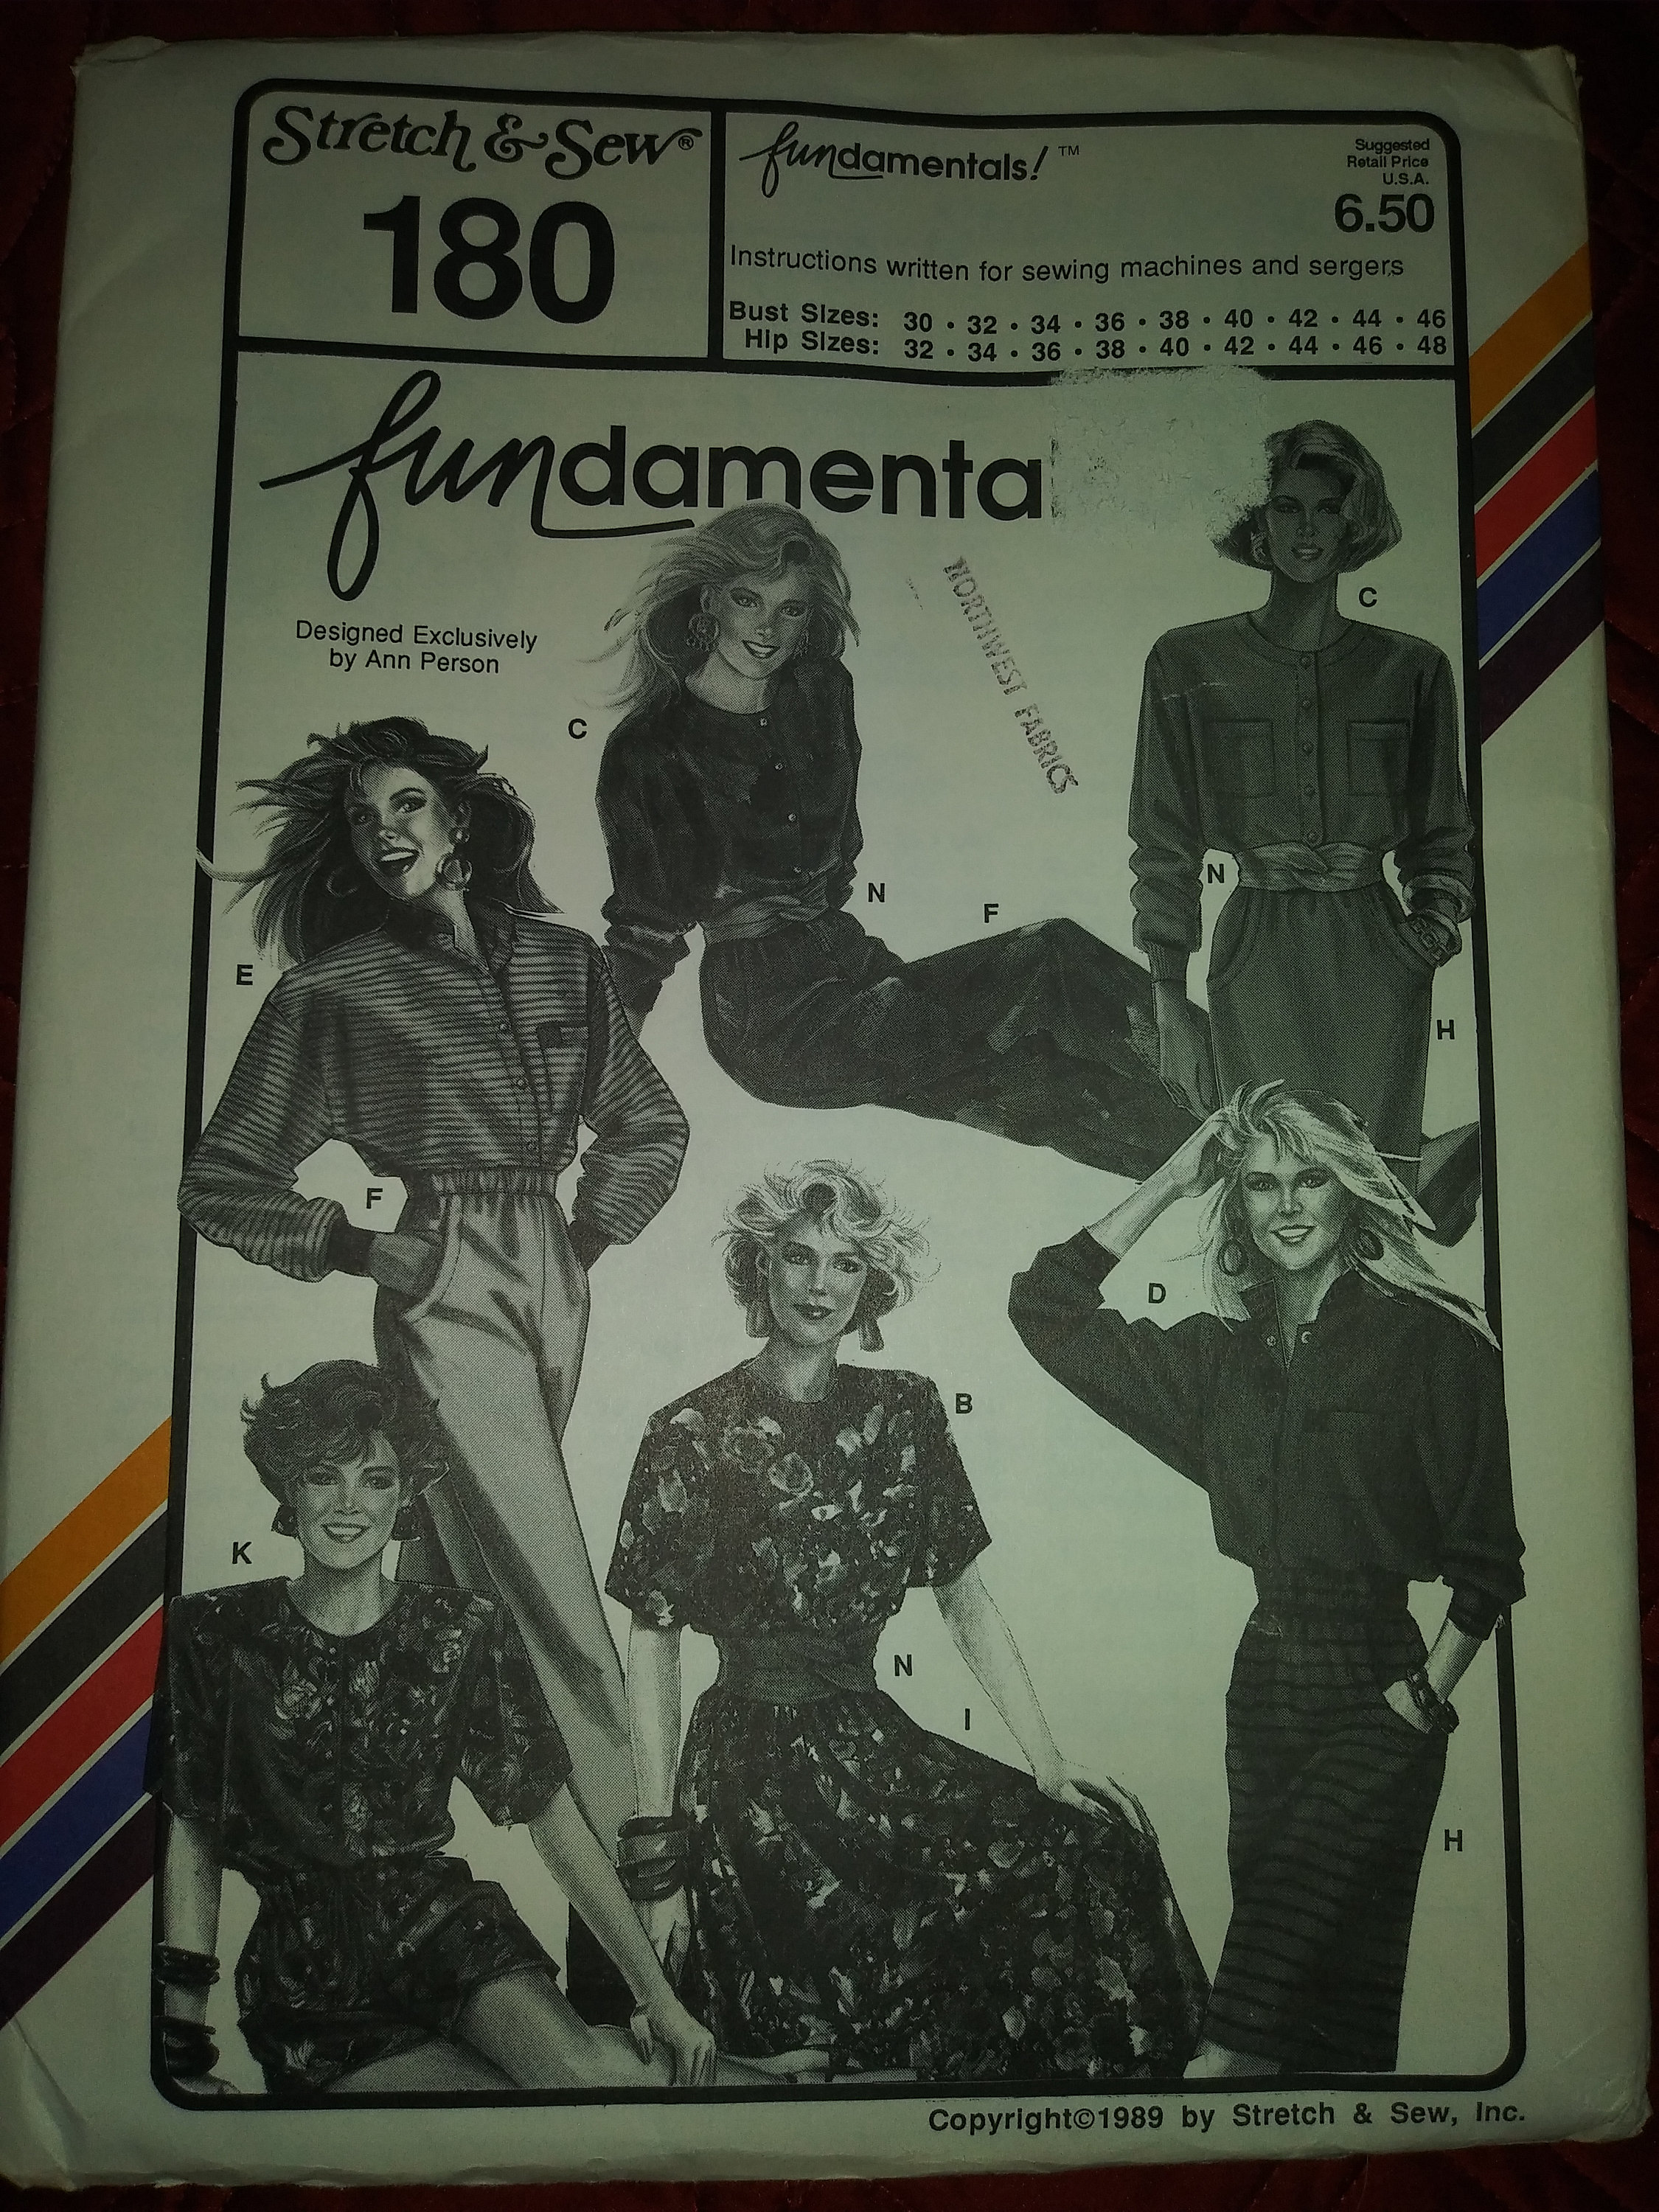 Stretch & Sew®
180
fundamentals!™
Suggested
Retail Price
U.S.A.
6.50
Instructions written for sewing machines and sergers
Bust Sizes: 30 • 32 • 34 • 36 • 38 • 40 • 42 • 44 • 46
Hip Sizes: 32 • 34 • 36 • 38 • 40 • 42 • 44 • 46 • 48
fundamenta
Designed Exclusively
by Ann Person
NORTHWEST FABRICS
C
C
N
N
F
E
H
F
D
B
K
N
I
H
Copyright©1989 by Stretch & Sew, Inc.